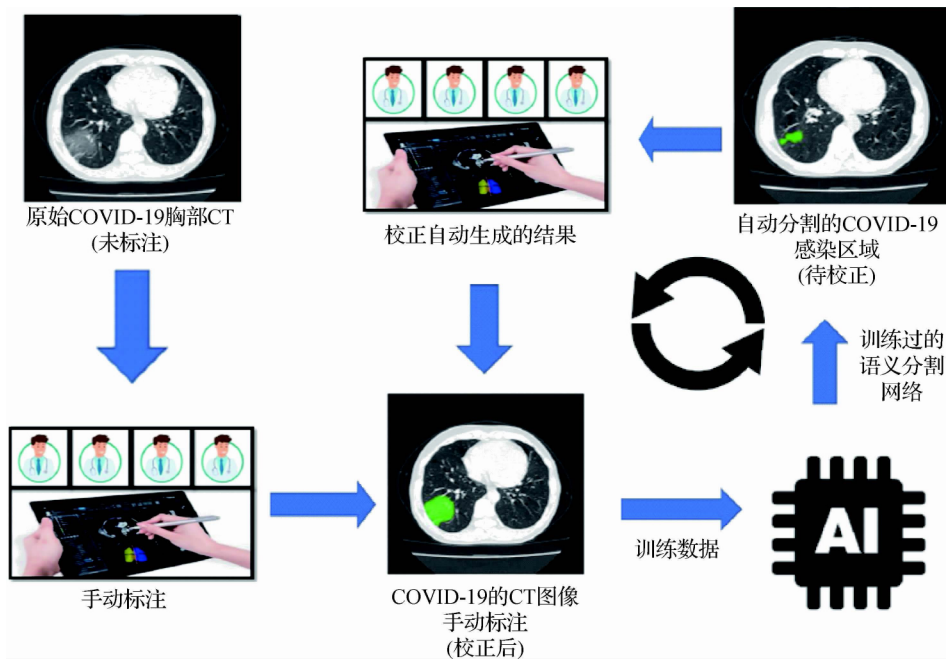 原始COVID-19胸部CT
(未标注)
校正自动生成的结果
自动分割的COVID-19
感染区域
(待校正)
训练过的
语义分割
网络
手动标注
COVID-19的CT图像
手动标注
(校正后)
训练数据
AI